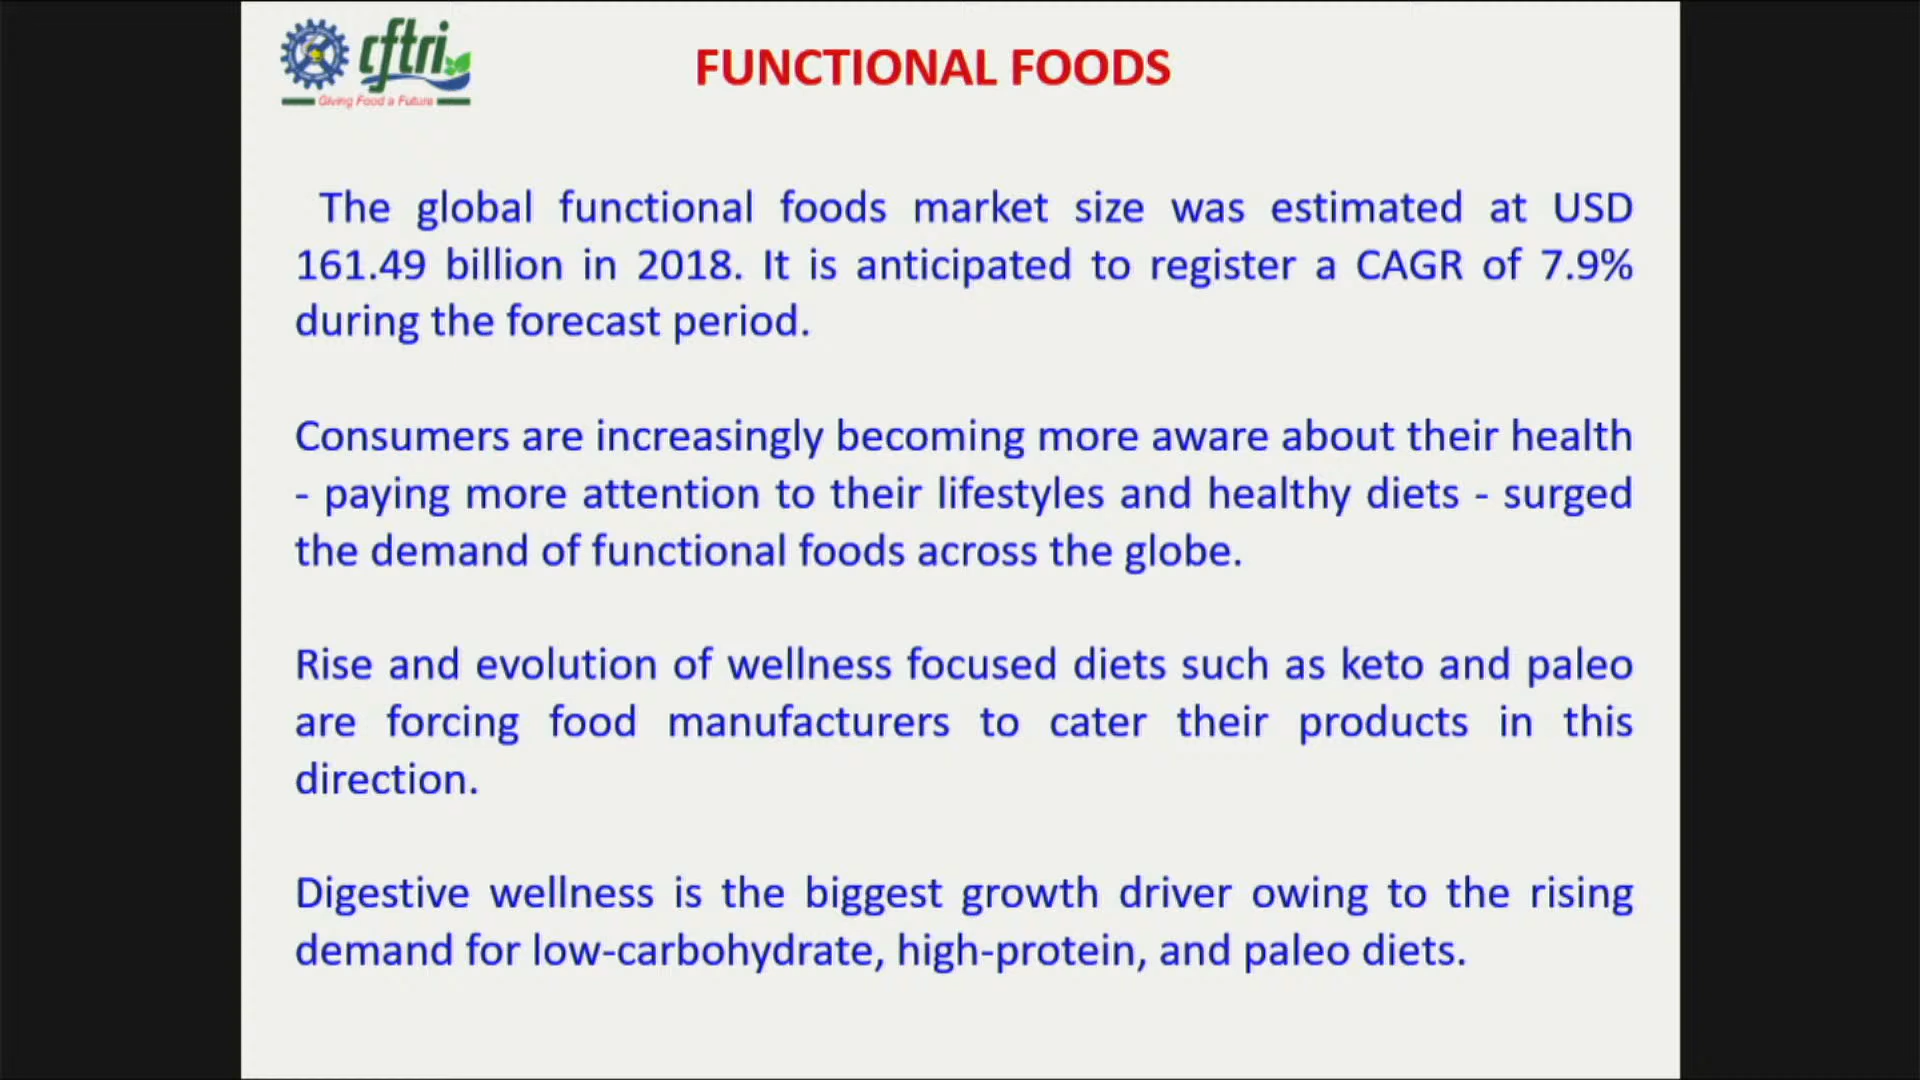 cftri
Giving Food a Future
FUNCTIONAL FOODS
The global functional foods market size was estimated at USD
161.49 billion in 2018. It is anticipated to register a CAGR of 7.9%
during the forecast period.
Consumers are increasingly becoming more aware about their health
- paying more attention to their lifestyles and healthy diets - surged
the demand of functional foods across the globe.
Rise and evolution of wellness focused diets such as keto and paleo
are forcing food manufacturers to cater their products in this
direction.
Digestive wellness is the biggest growth driver owing to the rising
demand for low-carbohydrate, high-protein, and paleo diets.